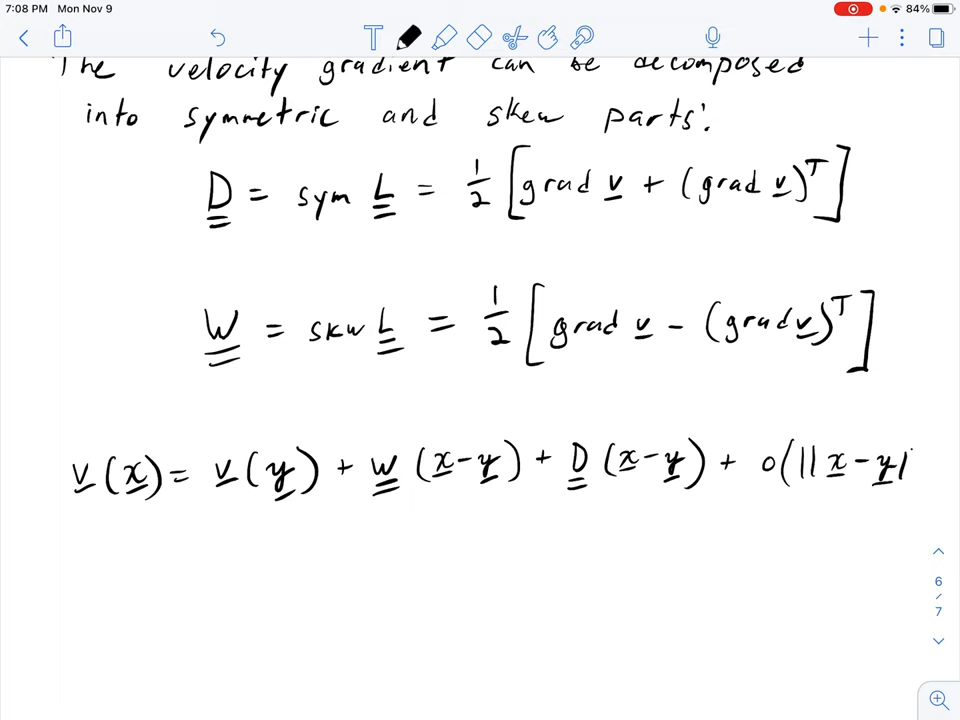 7:08 PM Mon Nov 9 84%
The velocity gradient can be decomposed
into symmetric and skew parts:
D = sym L = 1/2 [grad v + (grad v)^T]
W = skw L = 1/2 [grad v - (grad v)^T]
v(x) = v(y) + W(x-y) + D(x-y) + o(||x-y|
6
/
7